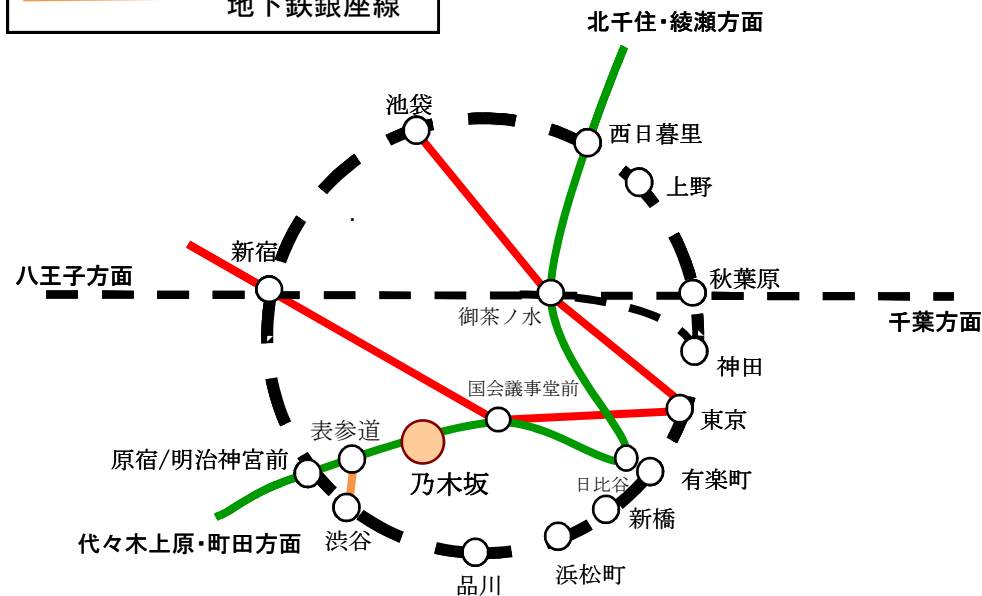 地下鉄銀座線
北千住・綾瀬方面
池袋
西日暮里
上野
新宿
八王子方面
秋葉原
御茶ノ水
千葉方面
神田
国会議事堂前
東京
表参道
原宿/明治神宮前
乃木坂
日比谷
有楽町
新橋
渋谷
代々木上原・町田方面
浜松町
品川